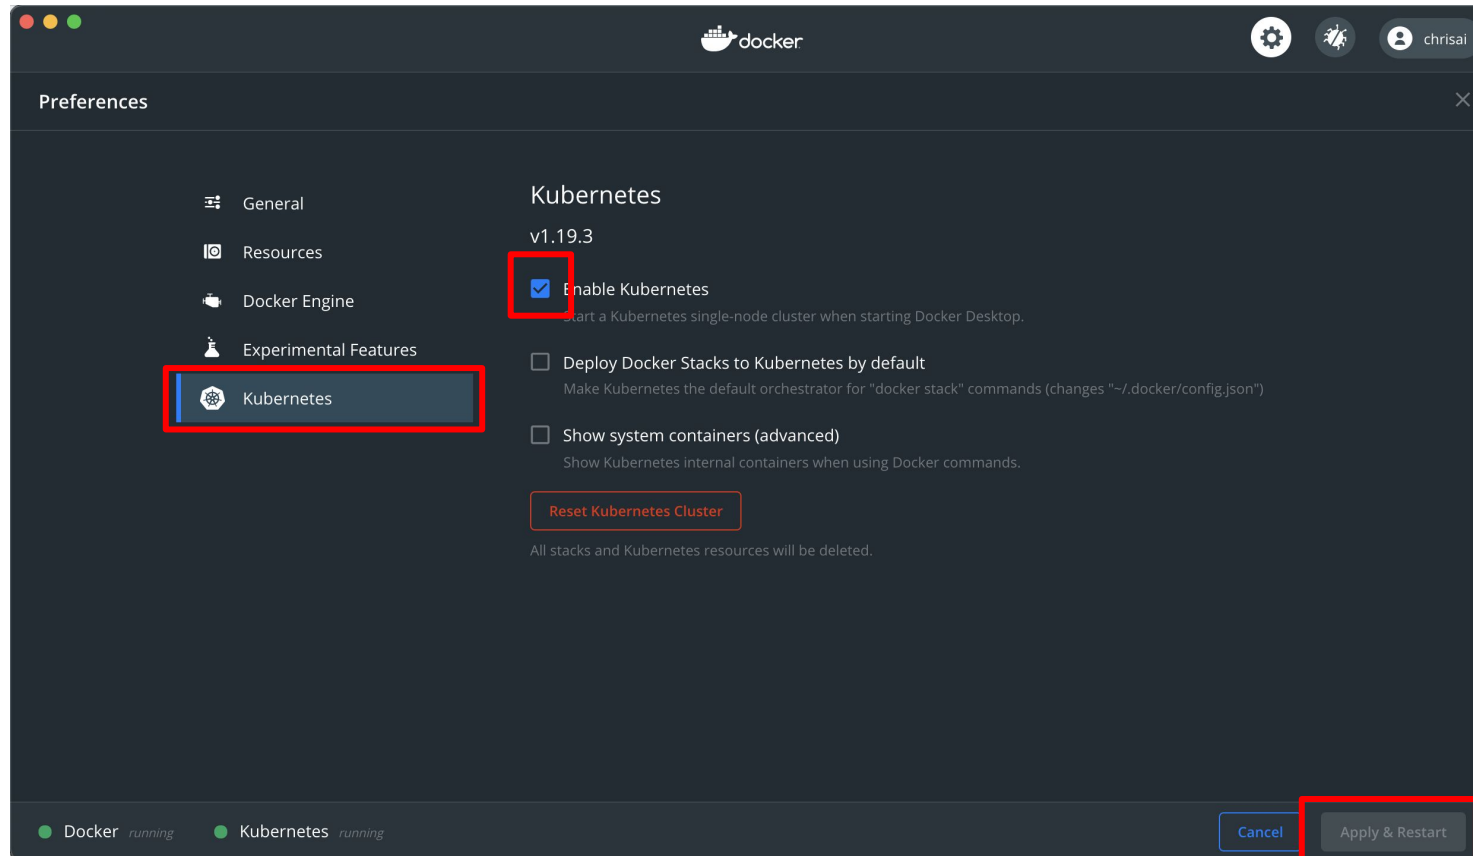 docker
chrisai
Preferences
General
Resources
Docker Engine
Experimental Features
Kubernetes
Kubernetes
v1.19.3
Enable Kubernetes
Start a Kubernetes single-node cluster when starting Docker Desktop.
Deploy Docker Stacks to Kubernetes by default
Make Kubernetes the default orchestrator for "docker stack" commands (changes "~/.docker/config.json")
Show system containers (advanced)
Show Kubernetes internal containers when using Docker commands.
Reset Kubernetes Cluster
All stacks and Kubernetes resources will be deleted.
Docker running
Kubernetes running
Cancel
Apply & Restart